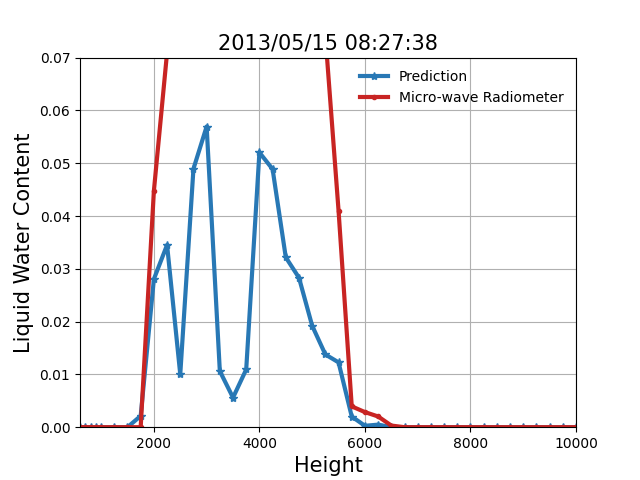 2013/05/15 08:27:38
0.07
0.06
0.05
0.04
0.03
0.02
0.01
0.00
Liquid Water Content
Prediction
Micro-wave Radiometer
2000 4000 6000 8000 10000
Height